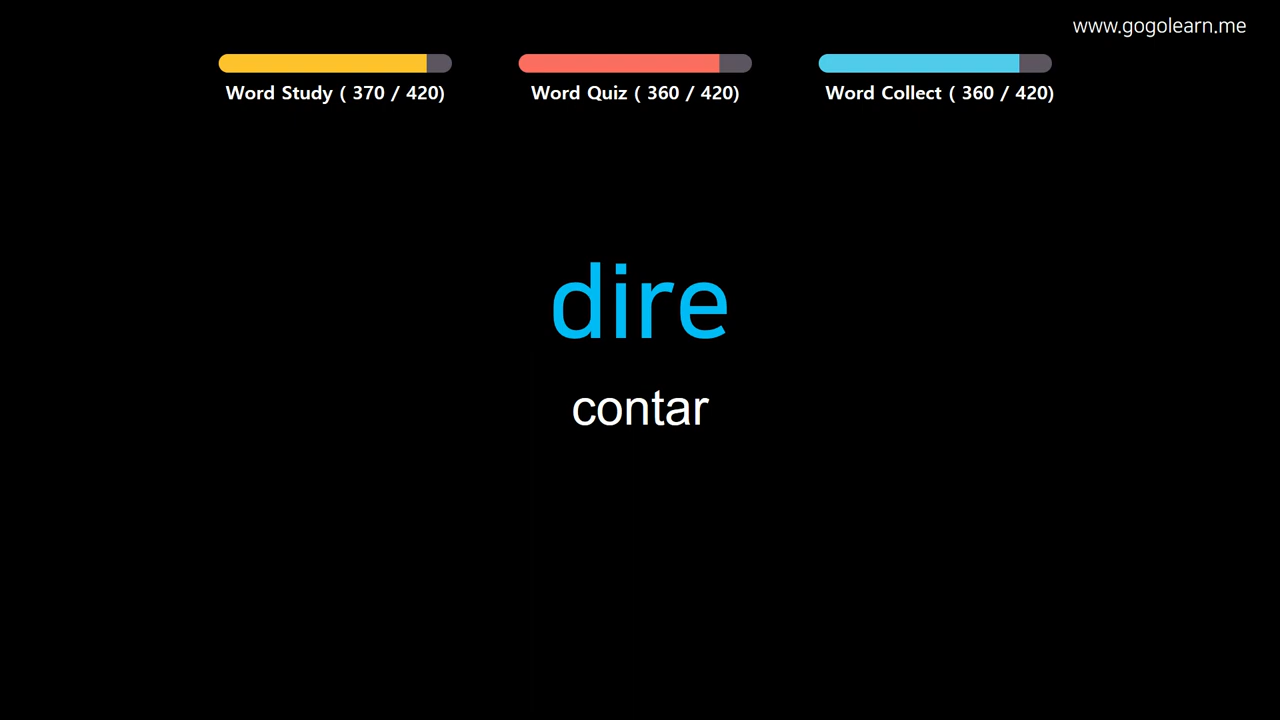 www.gogolearn.me
Word Study ( 370 / 420)
Word Quiz ( 360 / 420)
Word Collect ( 360 / 420)
dire
contar